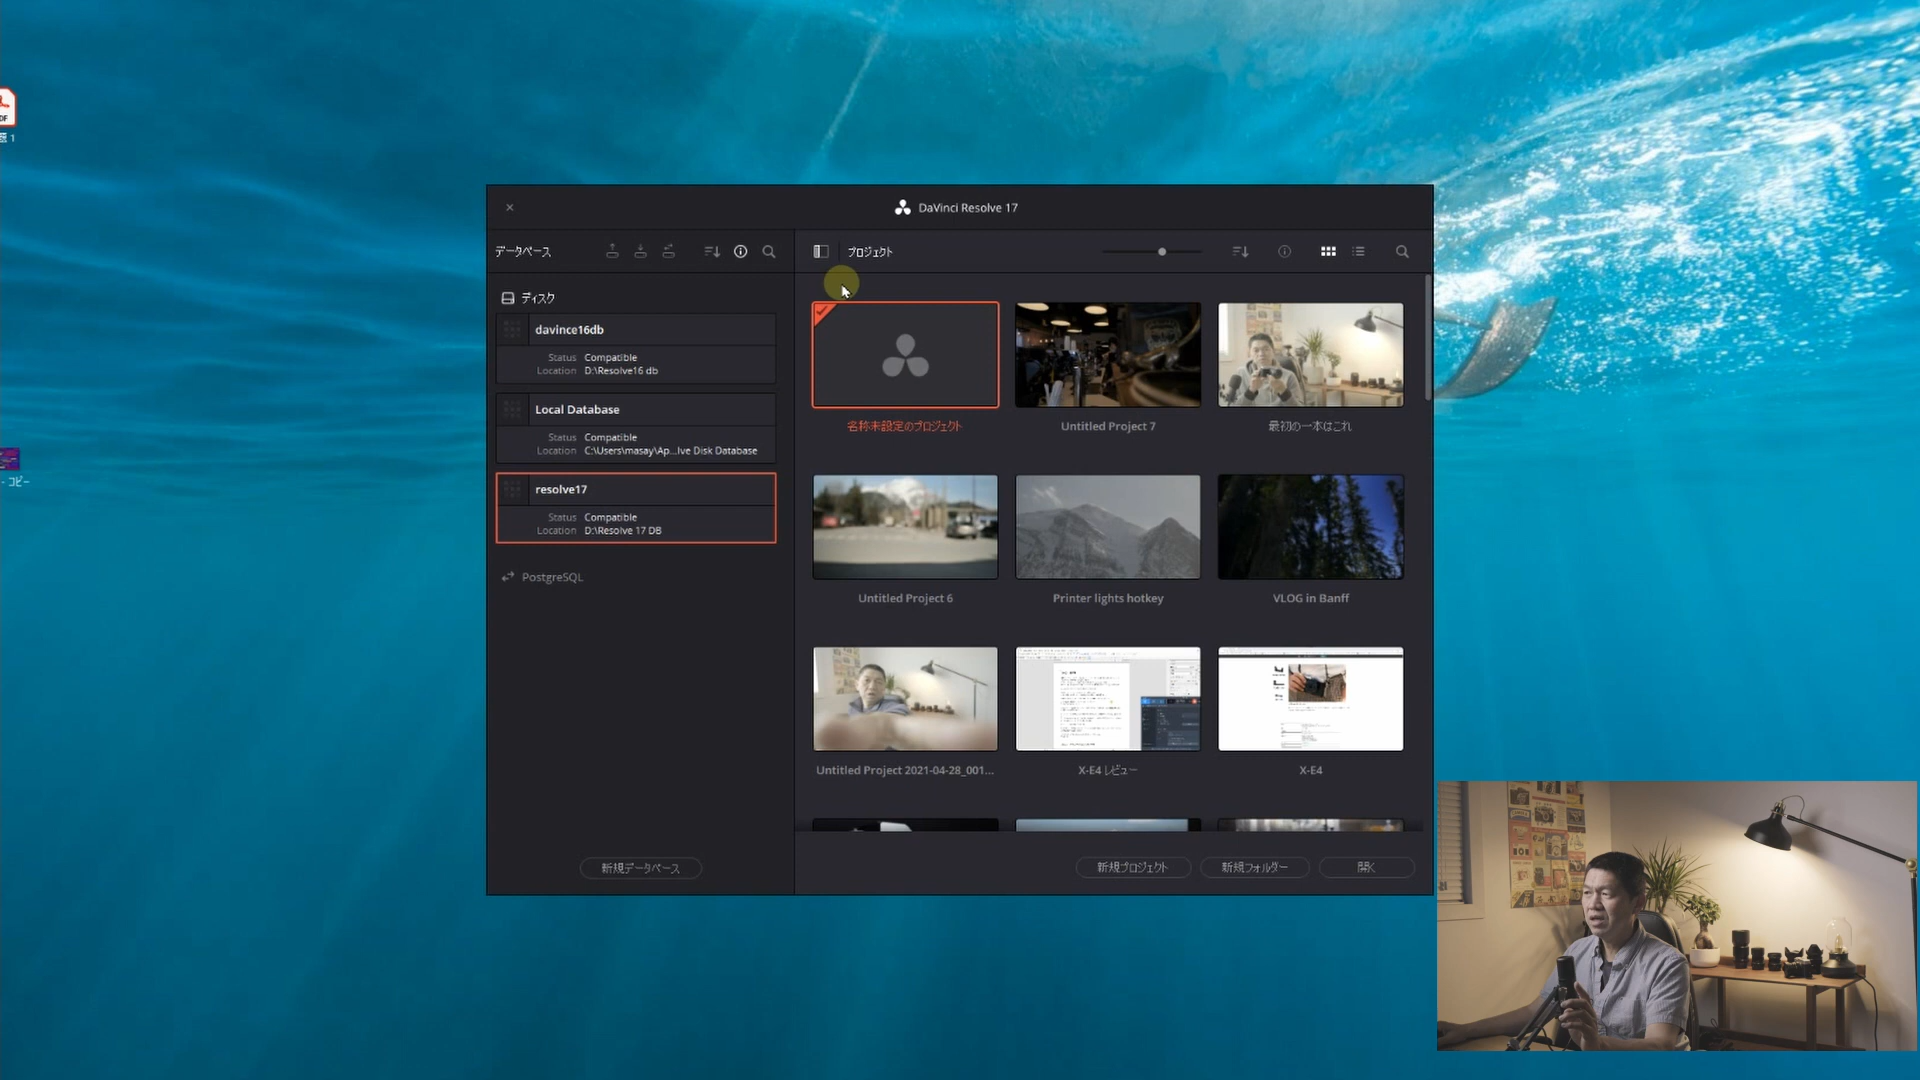 DaVinci Resolve 17
データベース
プロジェクト
ディスク
davince16db
Status Compatible
Location D:\Resolve16 db
Local Database
Status Compatible
Location C:\Users\masay\Ap...lve Disk Database
resolve17
Status Compatible
Location D:\Resolve 17 DB
PostgreSQL
名称未設定のプロジェクト
Untitled Project 7
最初の一本はこれ
Untitled Project 6
Printer lights hotkey
VLOG in Banff
Untitled Project 2021-04-28_001...
X-E4 レビュー
X-E4
新規データベース
新規プロジェクト
新規フォルダー
開く
- コピー